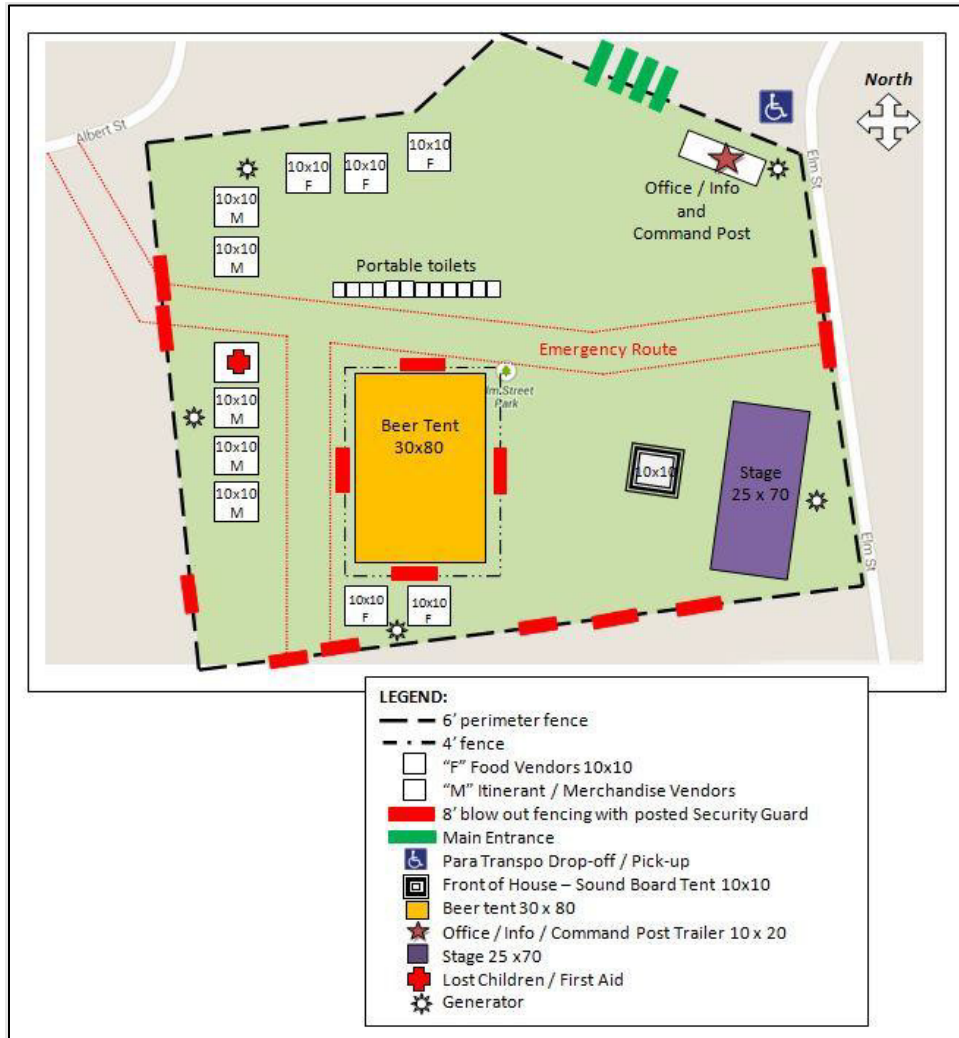 North
Albert St
10x10
F
10x10
F
10x10
F
Elm St
10x10
M
10x10
M
Office / Info
and
Command Post
Portable toilets
Emergency Route
lm Street
Park
10x10
M
10x10
M
10x10
M
Beer Tent
30x80
10x10
Stage
25 x 70
Elm St
10x10
F
10x10
F
LEGEND:
6' perimeter fence
4' fence
"F" Food Vendors 10x10
"M" Itinerant / Merchandise Vendors
8' blow out fencing with posted Security Guard
Main Entrance
Para Transpo Drop-off / Pick-up
Front of House – Sound Board Tent 10x10
Beer tent 30 x 80
Office / Info / Command Post Trailer 10 x 20
Stage 25 x70
Lost Children / First Aid
Generator